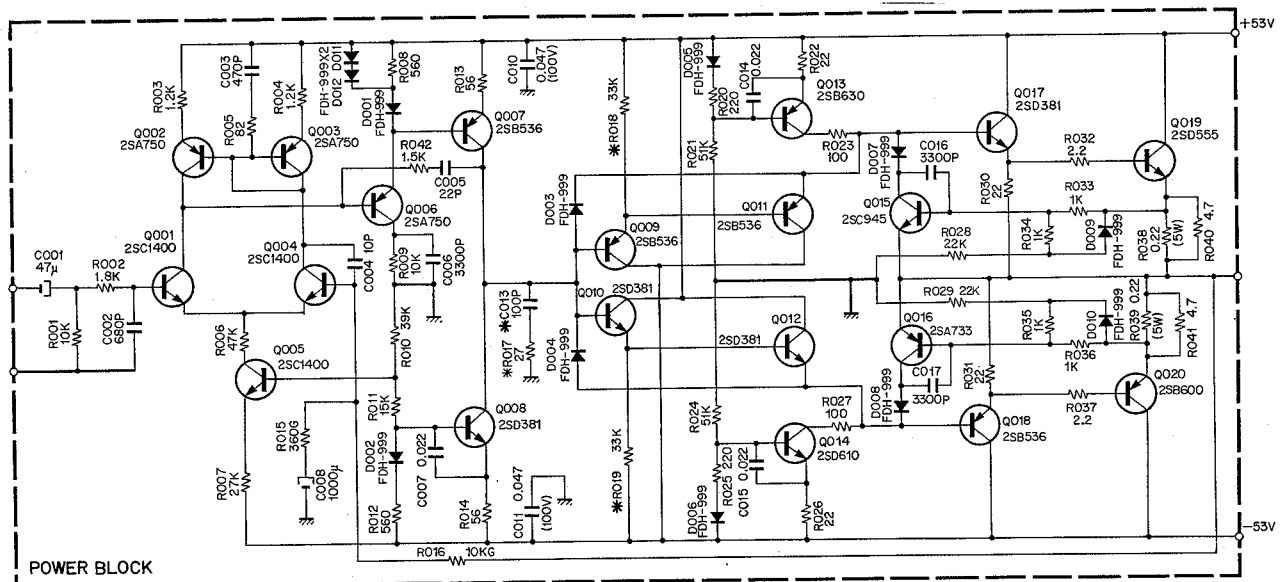 +53V
C003
470P
R003
1.2K
R004
1.2K
R005
82
FDH-999X2
D012 D011
R008
560
D001
FDH-999
R013
56
C010
0.047
(100V)
33K
*R018
D005
FDH-999
C014
0.022
R020
220
R022
22
Q013
2SB630
Q017
2SD381
Q019
2SD555
Q002
2SA750
Q003
2SA750
Q007
2SB536
R042
1.5K
C005
22P
R021
51K
R023
100
D007
FDH-999
C016
3300P
R032
2.2
R030
22
Q006
2SA750
D003
FDH-999
Q009
2SB536
Q011
2SB536
Q015
2SC945
R033
1K
R034
1K
D009
FDH-999
R038
0.22
(5W)
R040
4.7
R028
22K
Q001
2SC1400
Q004
2SC1400
C001
47μ
R002
1.8K
R001
10K
C002
680P
C004
10P
R009
10K
C006
3300P
R006
47K
Q005
2SC1400
R010
39K
*C013
100P
*R017
27
Q010
2SD381
D004
FDH-999
Q012
2SD381
R029 22K
Q016
2SA733
R035
1K
D010
FDH-999
R036
1K
R039 0.22
(5W)
R041
4.7
R031
22
C017
3300P
D008
FDH-999
R037
2.2
Q020
2SB600
Q018
2SB536
R024
51K
R027
100
Q014
2SD610
R011
15K
Q008
2SD381
R015
360G
C008
1000μ
R007
27K
D002
FDH-999
C007
0.022
R012
560
R014
56
C011
0.047
(100V)
33K
*R019
D006
FDH-999
R025 220
C015 0.022
R026
22
-53V
R016
10KG
POWER BLOCK